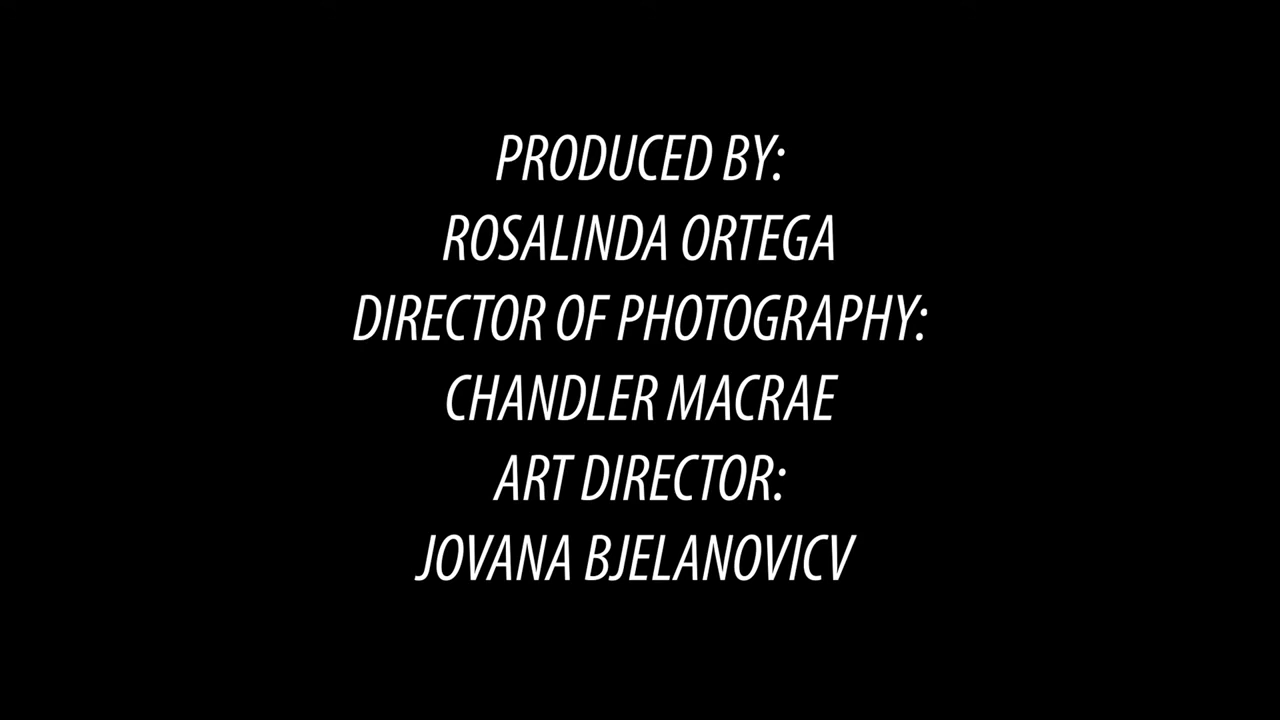 PRODUCED BY:
ROSALINDA ORTEGA
DIRECTOR OF PHOTOGRAPHY:
CHANDLER MACRAE
ART DIRECTOR:
JOVANA BJELANOVICV